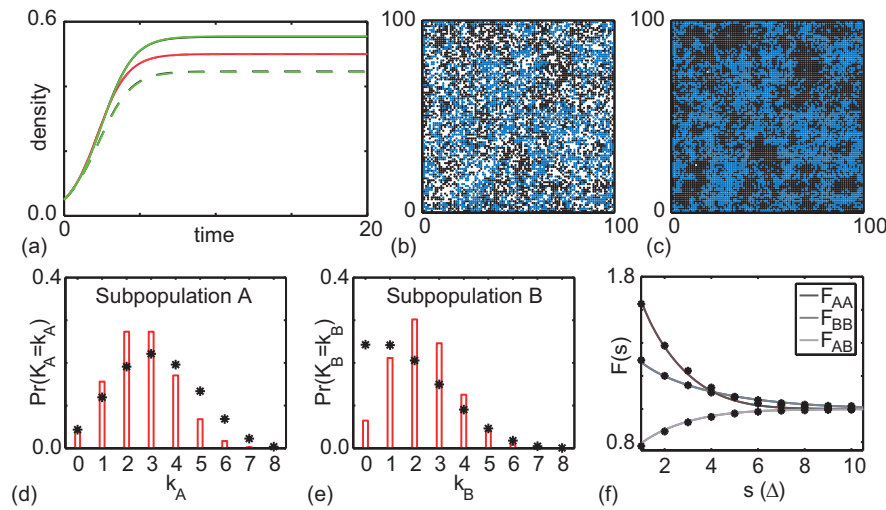 0.6
density
0.0
0
time
20
(a)
100
0
0
100
(b)
100
0
0
100
(c)
0.4
Subpopulation A
Pr(K_A=k_A)
0.0
0 1 2 3 4 5 6 7 8
k_A
(d)
0.4
Subpopulation B
Pr(K_B=k_B)
0.0
0 1 2 3 4 5 6 7 8
k_B
(e)
1.8
F_AA
F_BB
F_AB
F(s)
0.8
2 4 6 8 10
s (Δ)
(f)